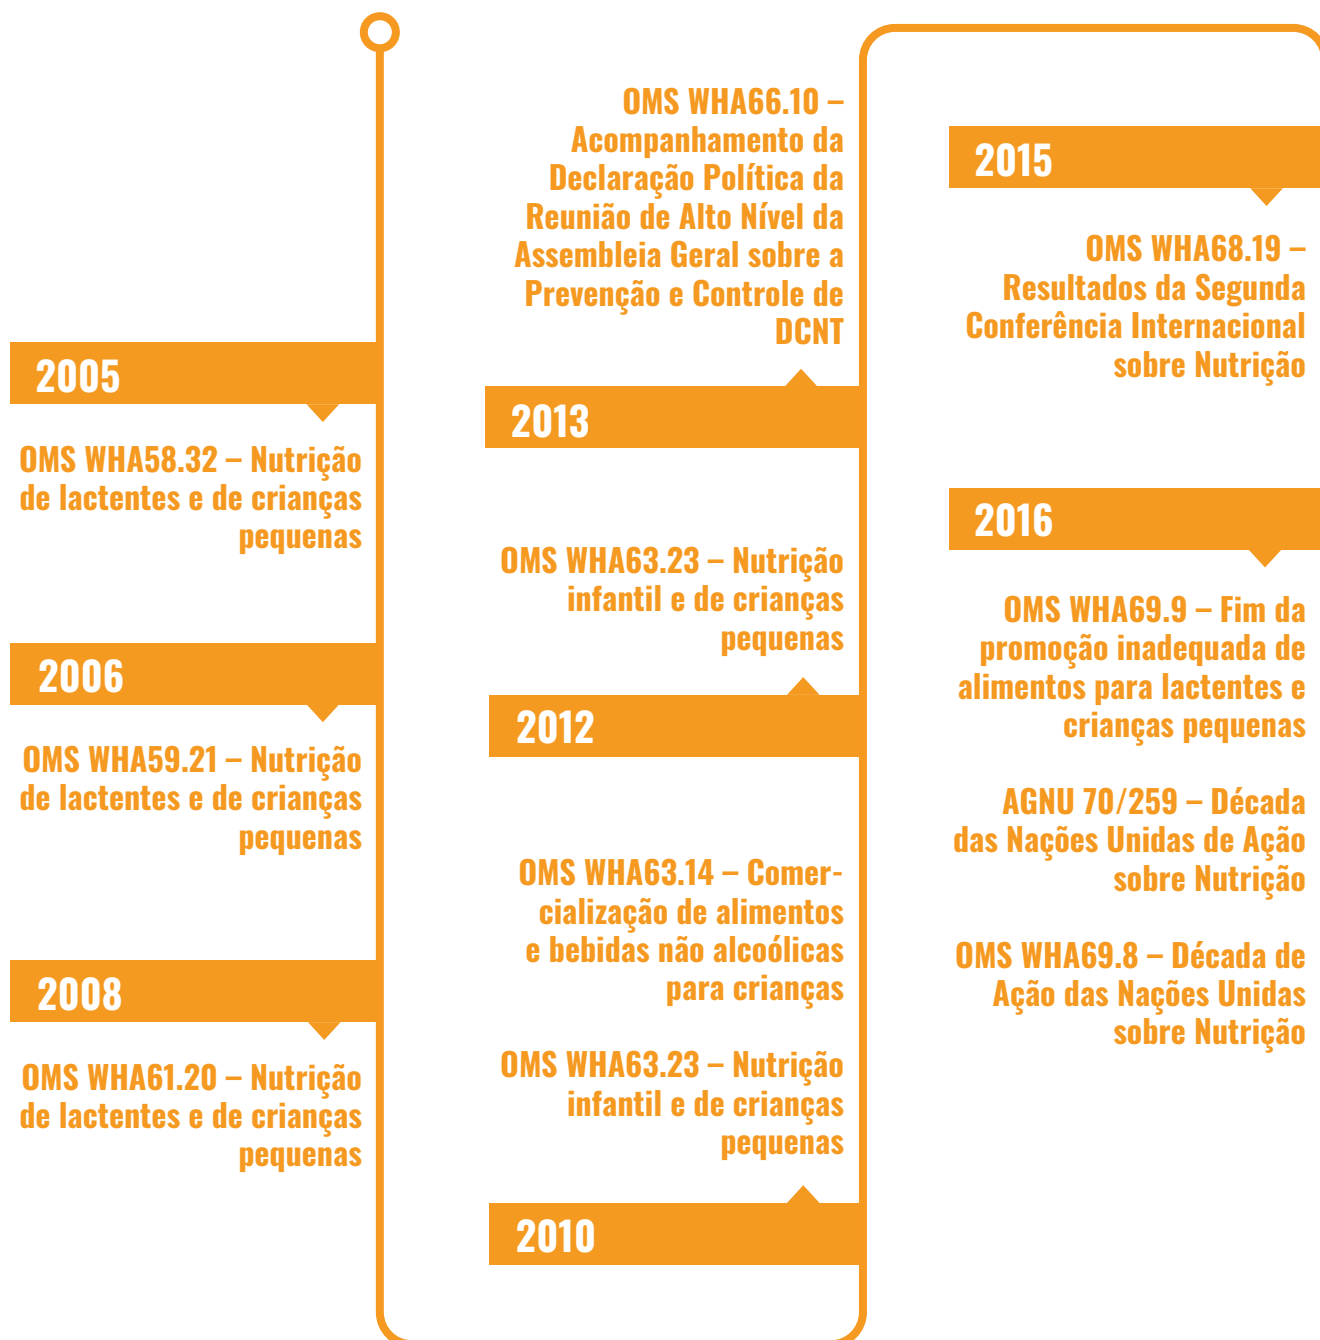 2005
OMS WHA58.32 – Nutrição
de lactentes e de crianças
pequenas
2006
OMS WHA59.21 – Nutrição
de lactentes e de crianças
pequenas
2008
OMS WHA61.20 – Nutrição
de lactentes e de crianças
pequenas
OMS WHA66.10 –
Acompanhamento da
Declaração Política da
Reunião de Alto Nível da
Assembleia Geral sobre a
Prevenção e Controle de
DCNT
2013
OMS WHA63.23 – Nutrição
infantil e de crianças
pequenas
2012
OMS WHA63.14 – Comer-
cialização de alimentos
e bebidas não alcoólicas
para crianças
OMS WHA63.23 – Nutrição
infantil e de crianças
pequenas
2010
2015
OMS WHA68.19 –
Resultados da Segunda
Conferência Internacional
sobre Nutrição
2016
OMS WHA69.9 – Fim da
promoção inadequada de
alimentos para lactentes e
crianças pequenas
AGNU 70/259 – Década
das Nações Unidas de Ação
sobre Nutrição
OMS WHA69.8 – Década de
Ação das Nações Unidas
sobre Nutrição